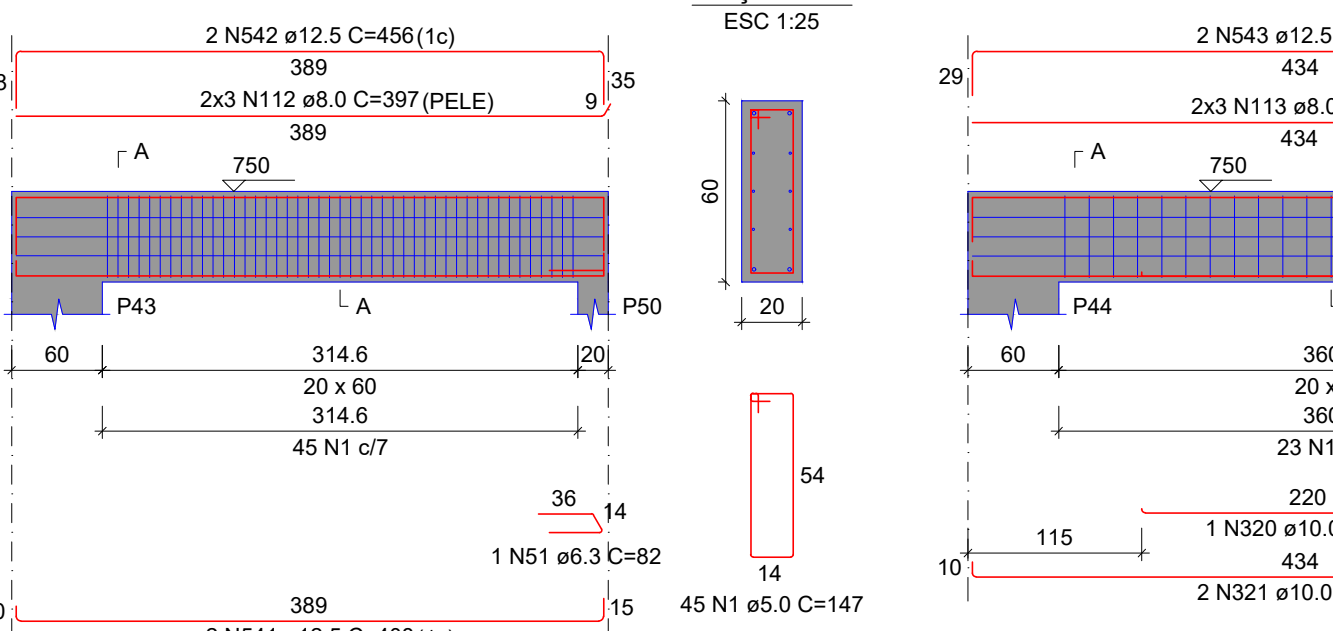 ESC 1:25
2 N542 ø12.5 C=456 (1c)
389
35
2x3 N112 ø8.0 C=397 (PELE)
9
389
A
750
P43
A
P50
60
314.6
20
20 x 60
314.6
45 N1 c/7
36
14
1 N51 ø6.3 C=82
389
15
60
20
54
14
45 N1 ø5.0 C=147
2 N543 ø12.5
29
434
2x3 N113 ø8.0
434
A
750
P44
60
360
20 x
360
23 N1
220
1 N320 ø10.0
115
434
10
2 N321 ø10.0